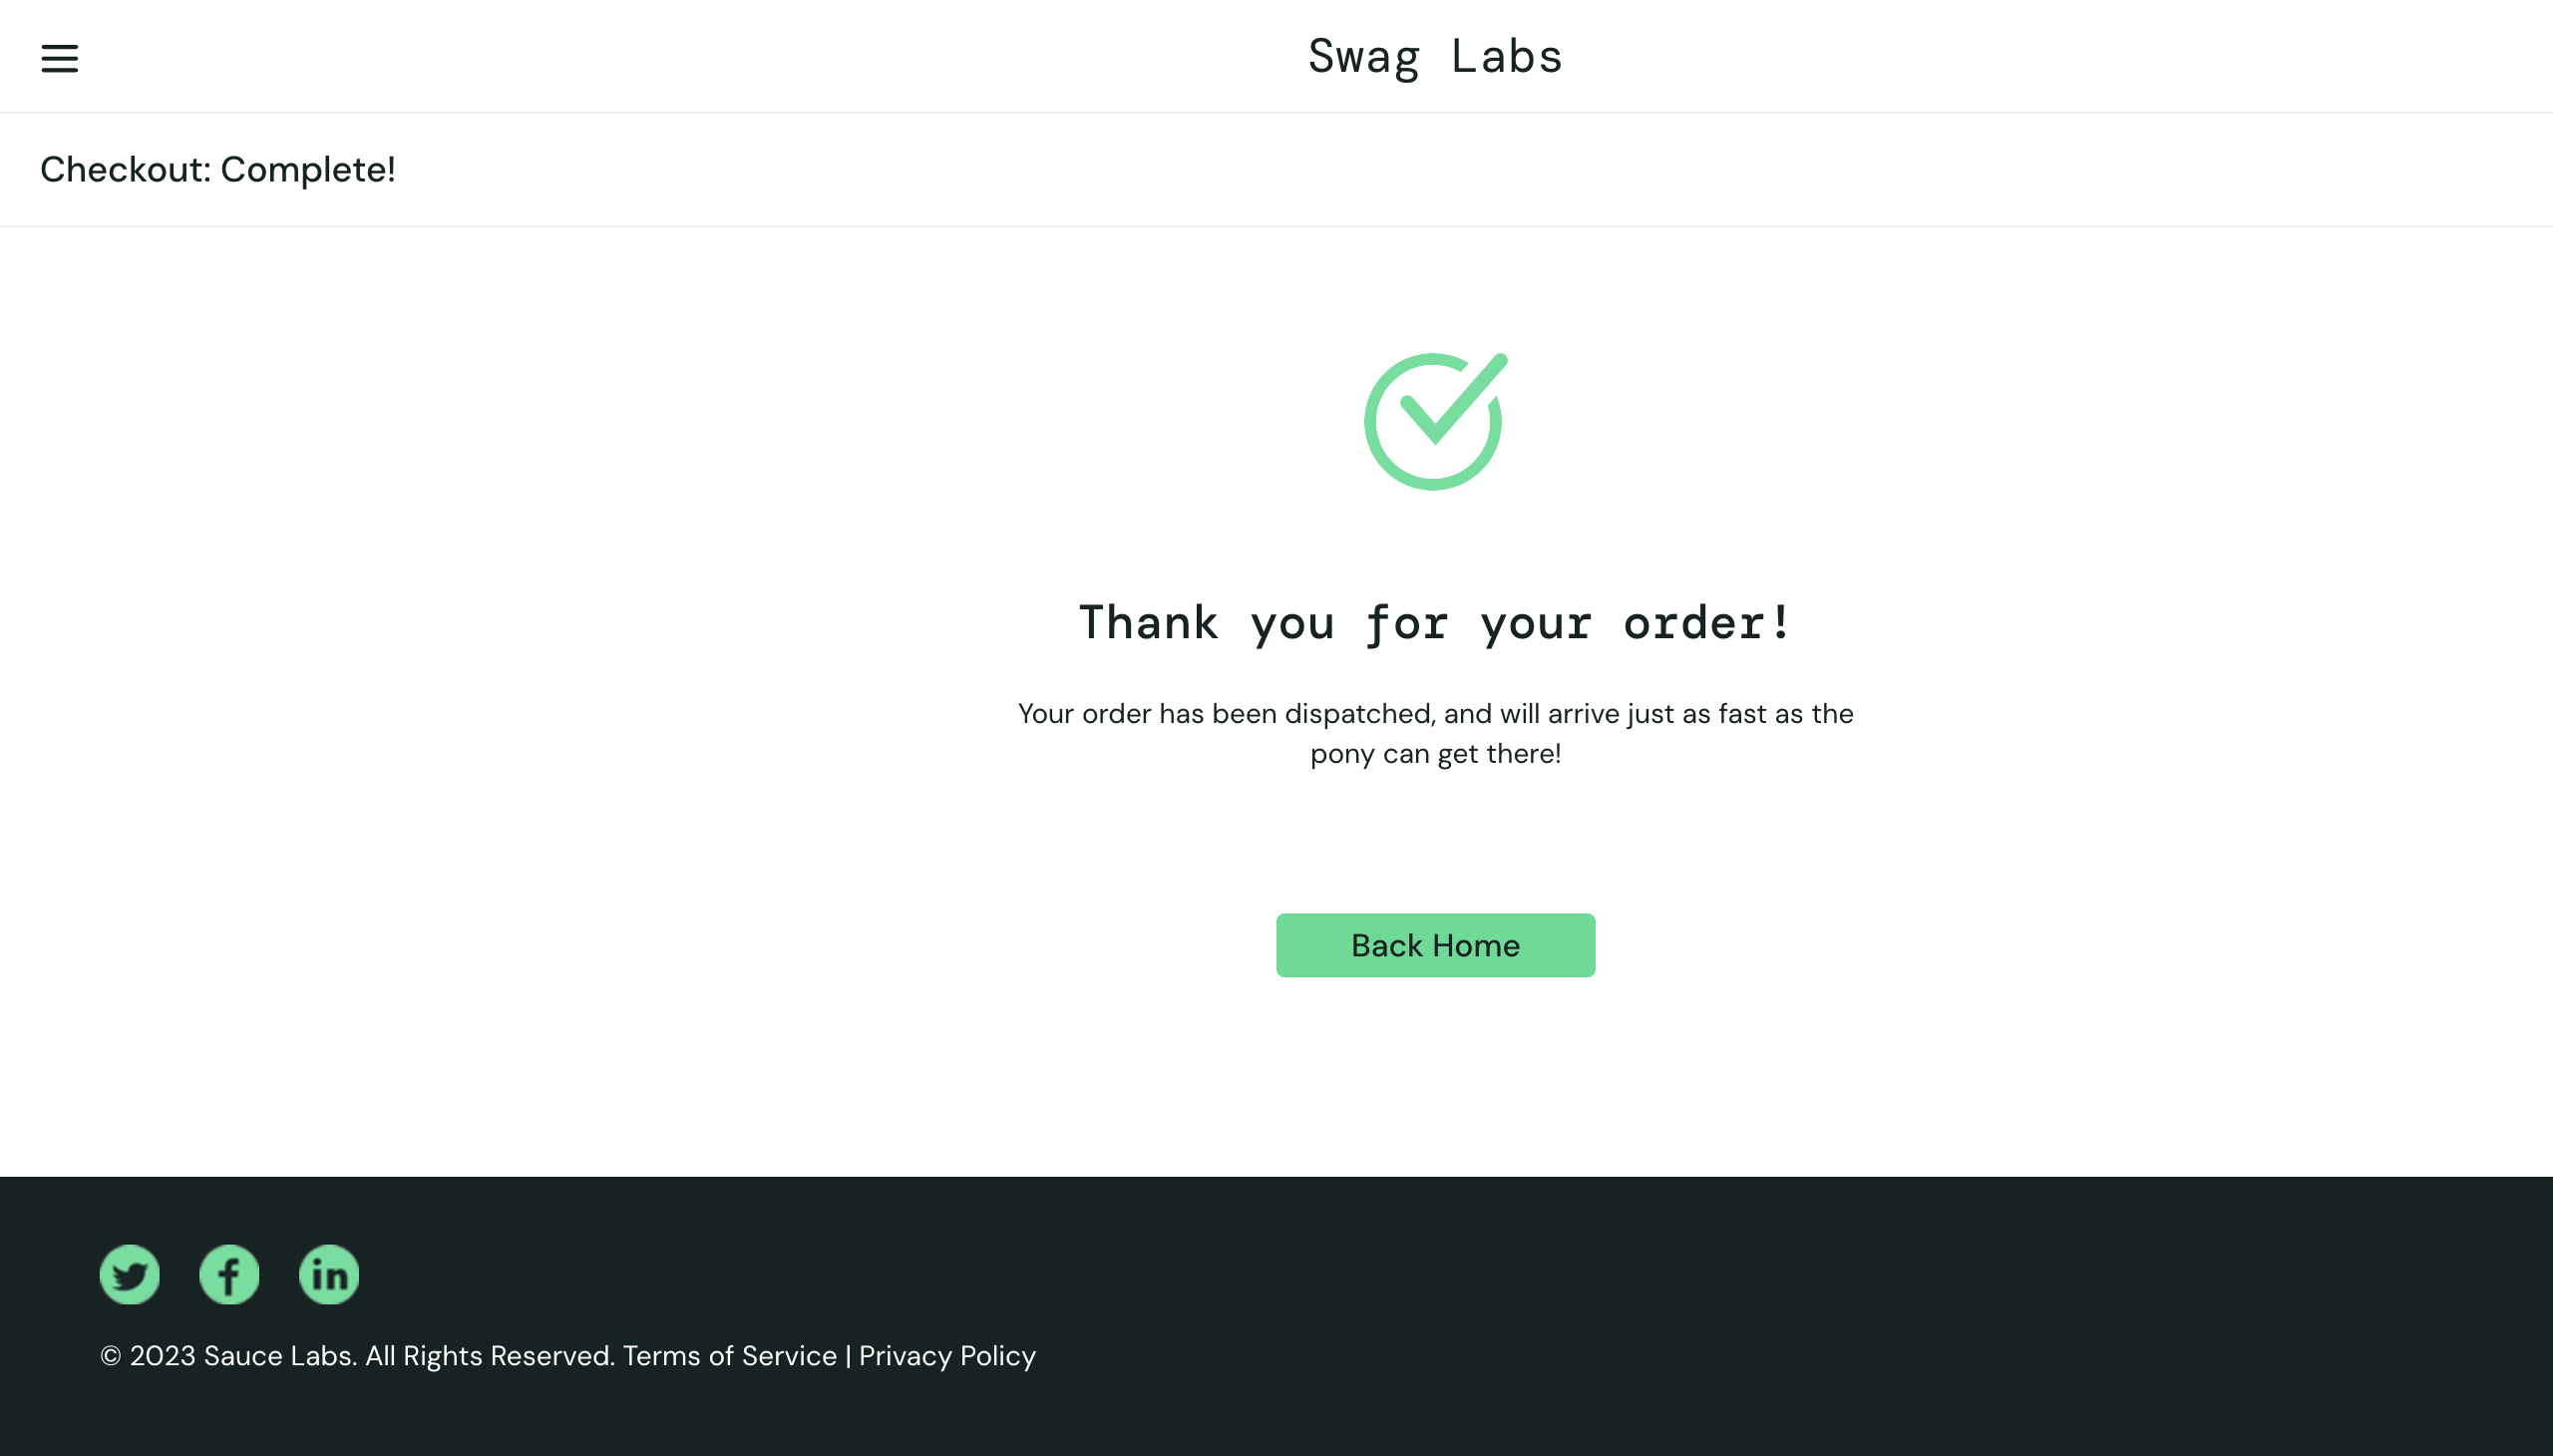 Swag Labs
Checkout: Complete!
Thank you for your order!
Your order has been dispatched, and will arrive just as fast as the
pony can get there!
Back Home
© 2023 Sauce Labs. All Rights Reserved. Terms of Service | Privacy Policy